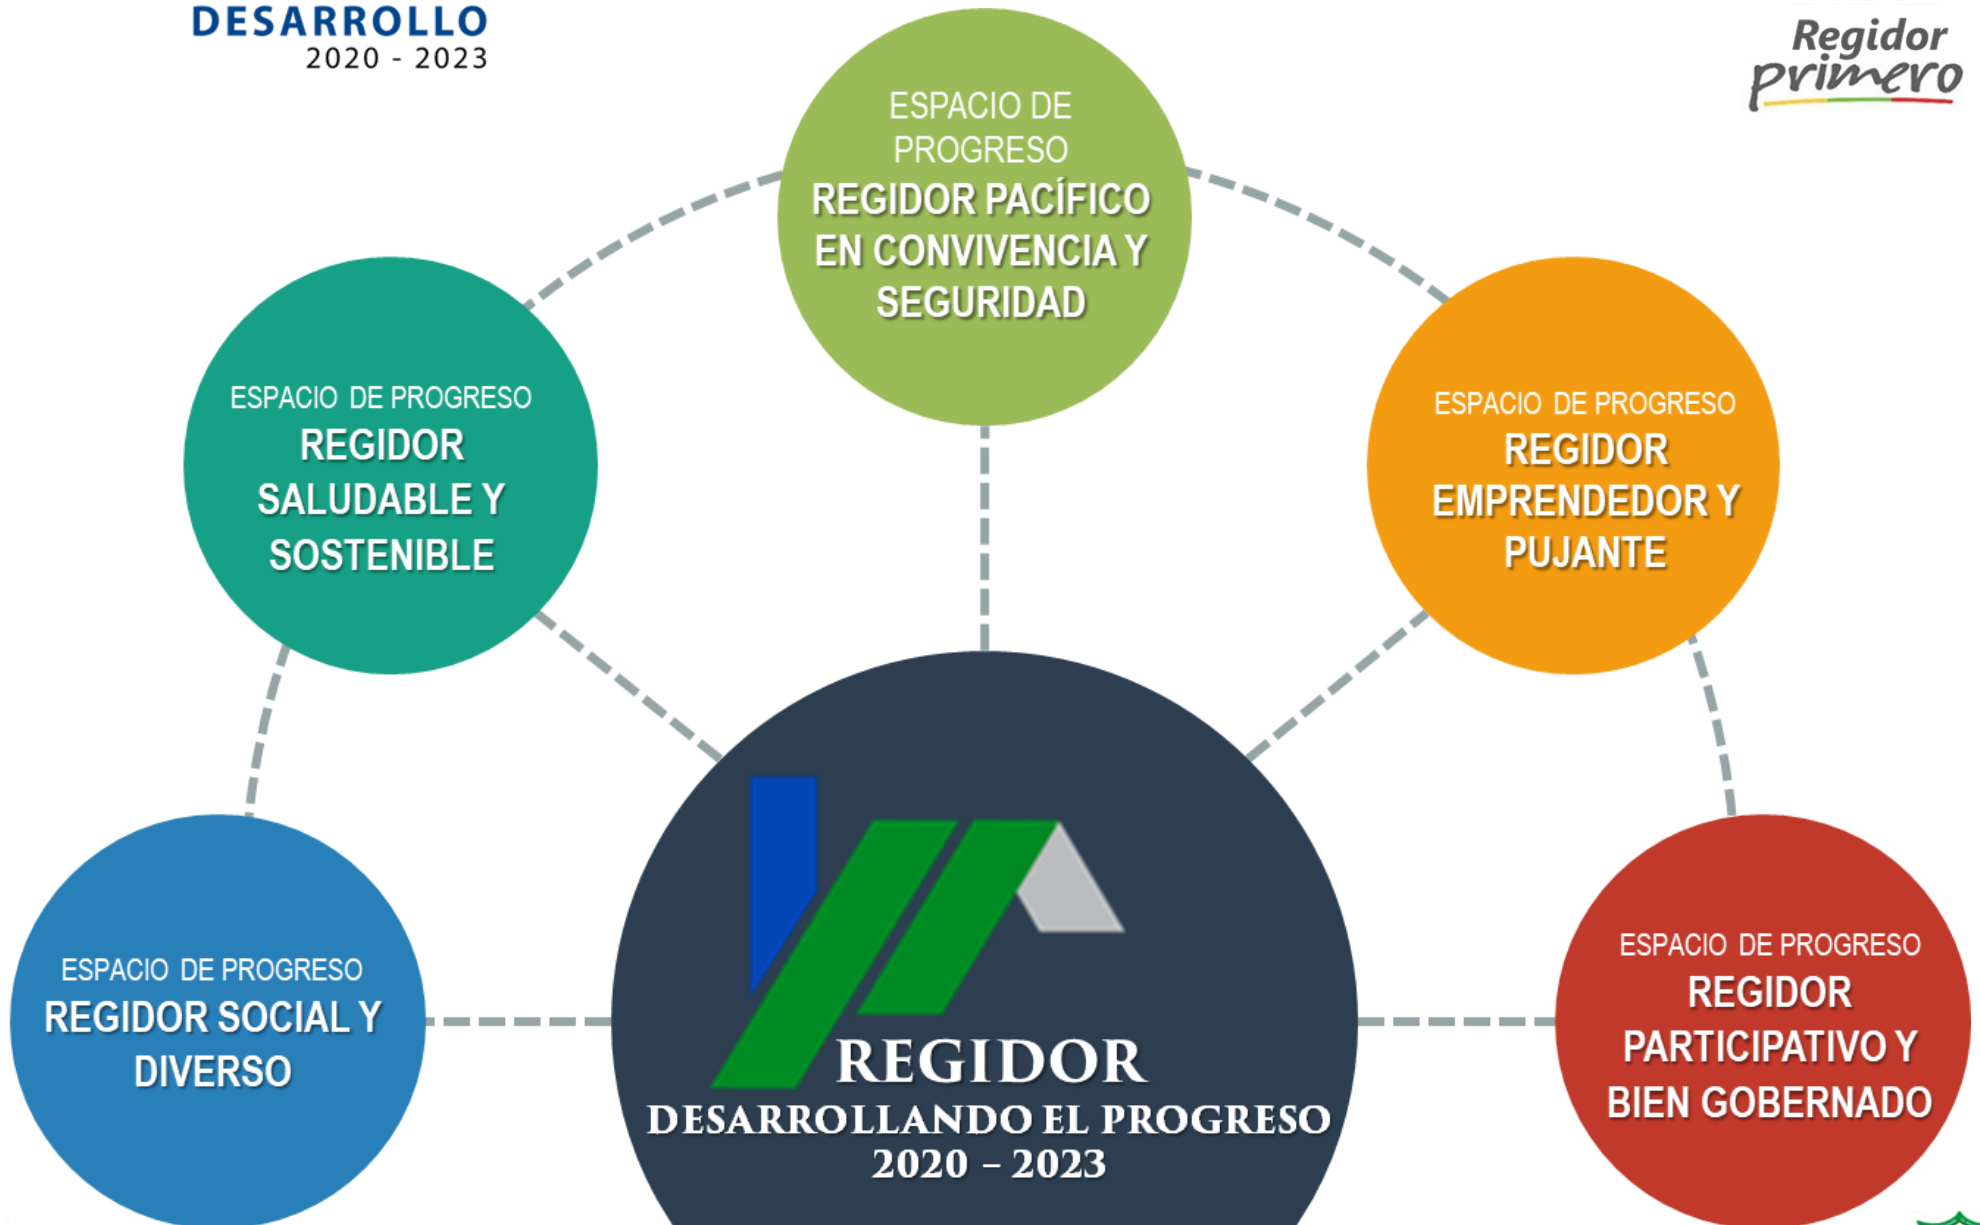 DESARROLLO
2020 - 2023
Regidor
primero
ESPACIO DE
PROGRESO
REGIDOR PACÍFICO
EN CONVIVENCIA Y
SEGURIDAD
ESPACIO DE PROGRESO
REGIDOR
SALUDABLE Y
SOSTENIBLE
ESPACIO DE PROGRESO
REGIDOR
EMPRENDEDOR Y
PUJANTE
ESPACIO DE PROGRESO
REGIDOR SOCIAL Y
DIVERSO
REGIDOR
DESARROLLANDO EL PROGRESO
2020 – 2023
ESPACIO DE PROGRESO
REGIDOR
PARTICIPATIVO Y
BIEN GOBERNADO